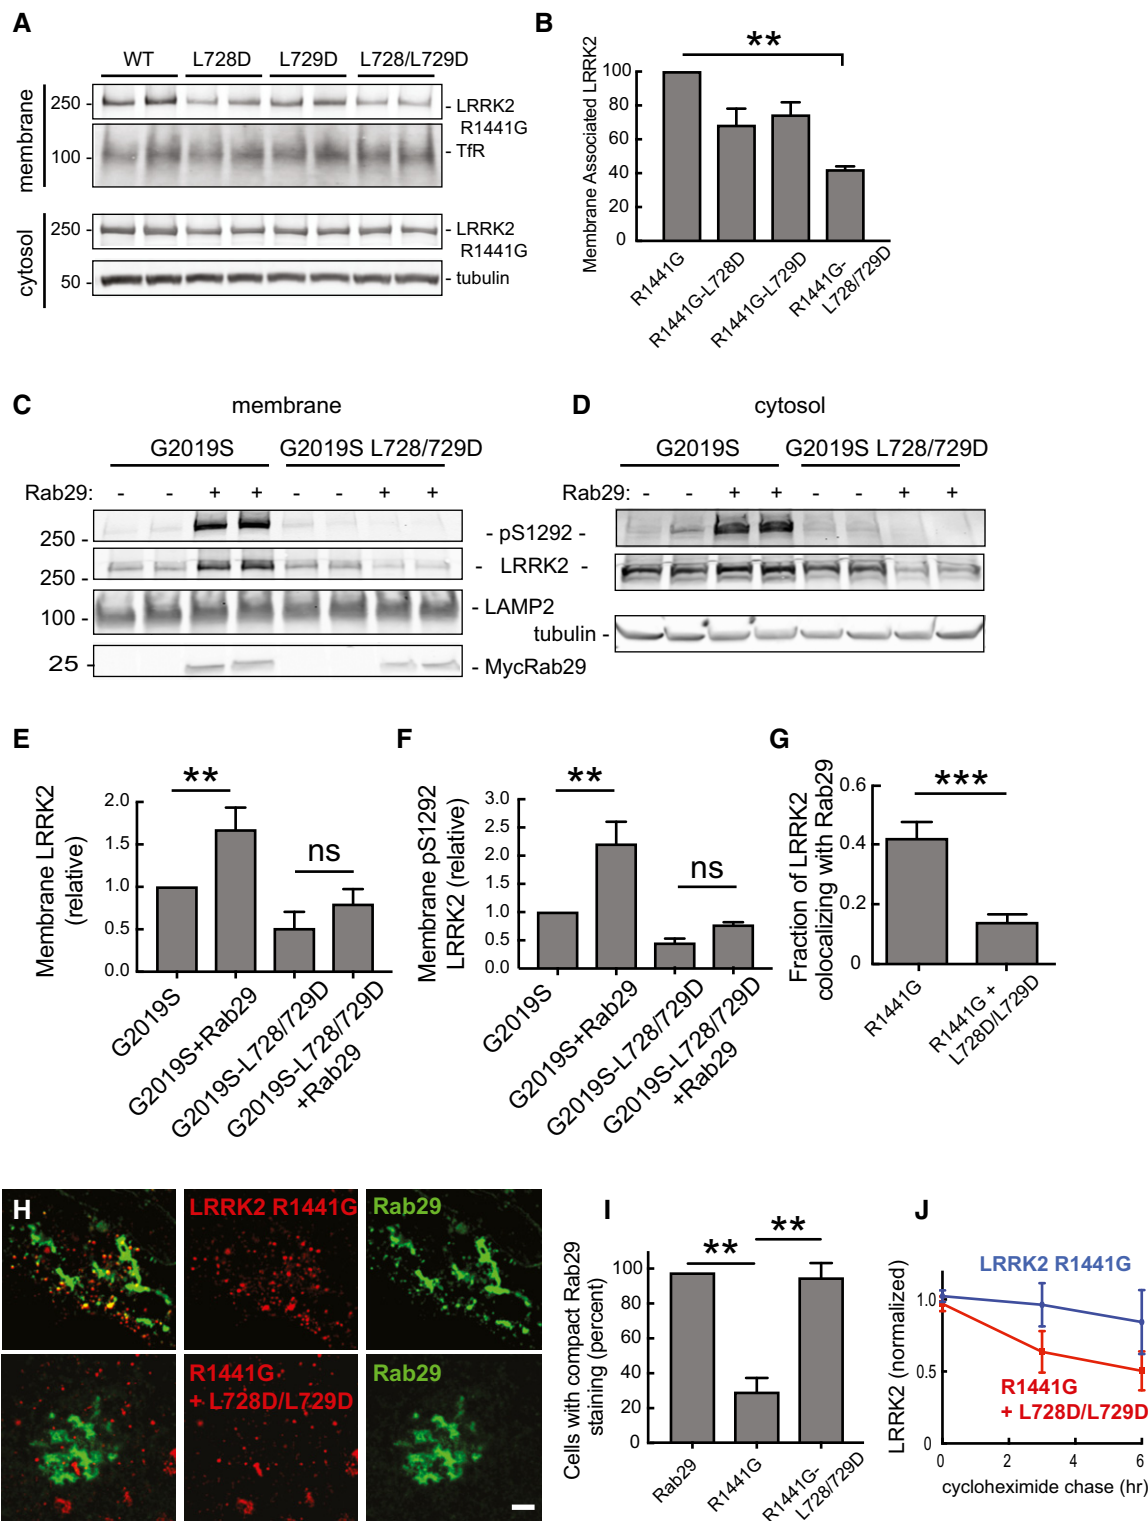 A
WT L728D L729D L728/L729D
membrane
250 -
- LRRK2
R1441G
100 -
- TfR
cytosol
250 -
- LRRK2
R1441G
50 -
- tubulin
B
**
Membrane Associated LRRK2
100
80
60
40
20
0
R1441G
R1441G-L728D
R1441G-L729D
R1441G-
L728/729D
C
membrane
G2019S G2019S L728/729D
Rab29: - - + + - - + +
250 -
- pS1292 -
250 -
- LRRK2 -
100 -
- LAMP2
25 -
- MycRab29
D
cytosol
G2019S G2019S L728/729D
Rab29: - - + + - - + +
tubulin -
E
** ns
Membrane LRRK2
(relative)
2.0
1.5
1.0
0.5
0.0
G2019S
G2019S+Rab29
G2019S-L728/729D
G2019S-L728/729D
+Rab29
F
** ns
Membrane pS1292
LRRK2 (relative)
3.0
2.5
2.0
1.5
1.0
0.5
0.0
G2019S
G2019S+Rab29
G2019S-L728/729D
G2019S-L728/729D
+Rab29
G
***
Fraction of LRRK2
colocalizing with Rab29
0.6
0.4
0.2
0
R1441G
R1441G +
L728D/L729D
H
LRRK2 R1441G
Rab29
R1441G
+ L728D/L729D
Rab29
I
** **
Cells with compact Rab29
staining (percent)
100
80
60
40
20
0
Rab29
R1441G
R1441G-
L728/729D
J
LRRK2 (normalized)
1.0
0.5
0
LRRK2 R1441G
R1441G
+ L728D/L729D
0 2 4 6
cycloheximide chase (hr)